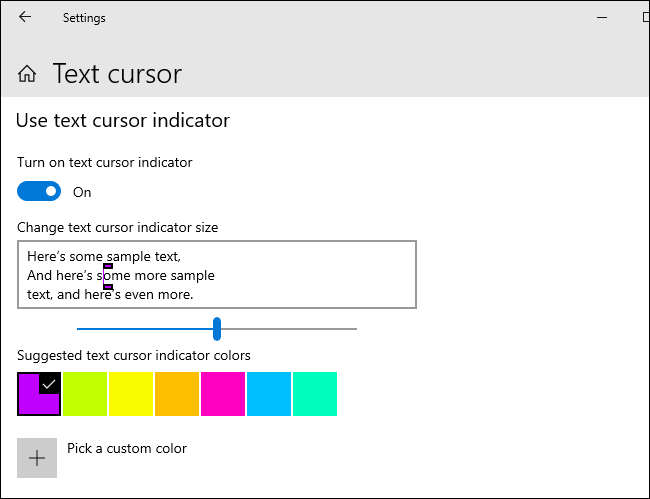 Settings
Text cursor
Use text cursor indicator
Turn on text cursor indicator
On
Change text cursor indicator size
Here's some sample text,
And here's some more sample
text, and here's even more.
Suggested text cursor indicator colors
Pick a custom color